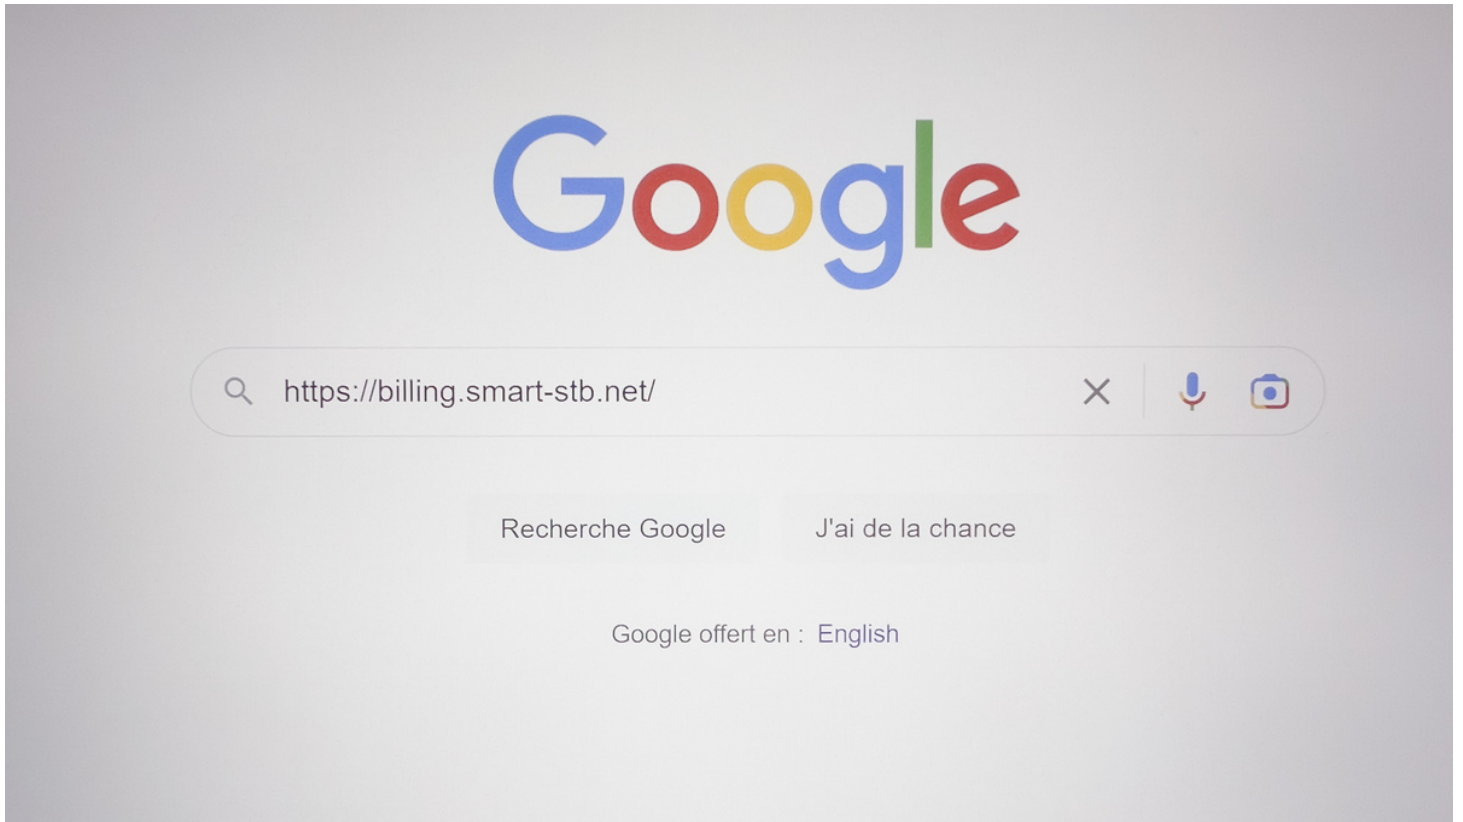 Google
https://billing.smart-stb.net/
Recherche Google
J'ai de la chance
Google offert en : English